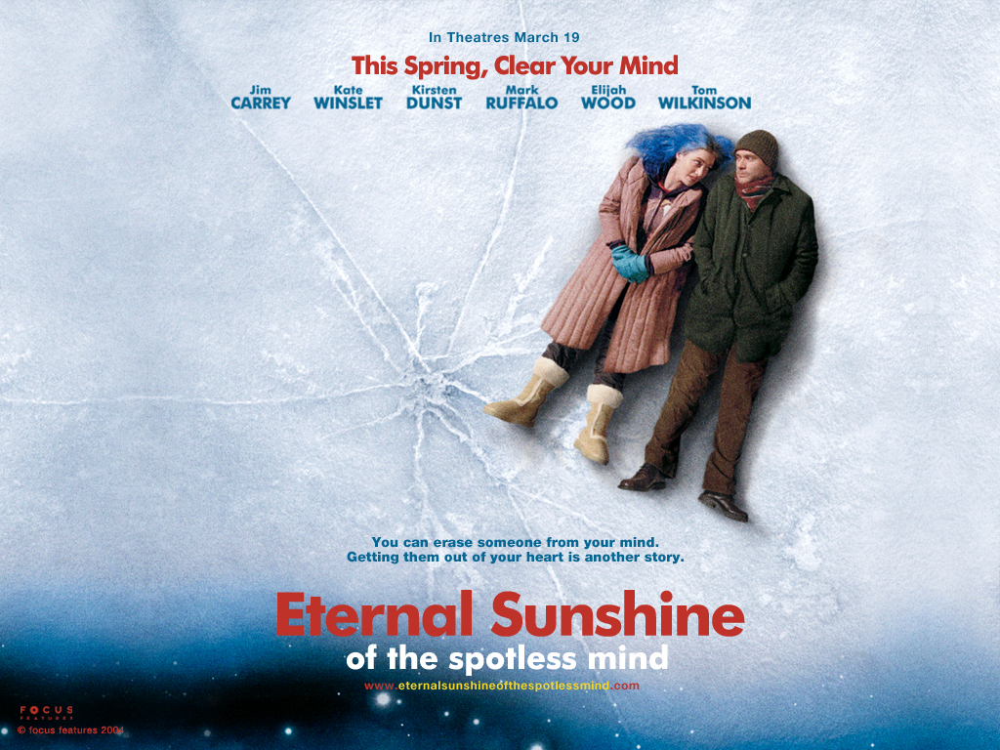 In Theatres March 19
This Spring, Clear Your Mind
Jim CARREY Kate WINSLET Kirsten DUNST Mark RUFFALO Elijah WOOD Tom WILKINSON
You can erase someone from your mind.
Getting them out of your heart is another story.
Eternal Sunshine
of the spotless mind
www.eternalsunshineofthespotlessmind.com
FOCUS
FEATURES
© focus features 2004